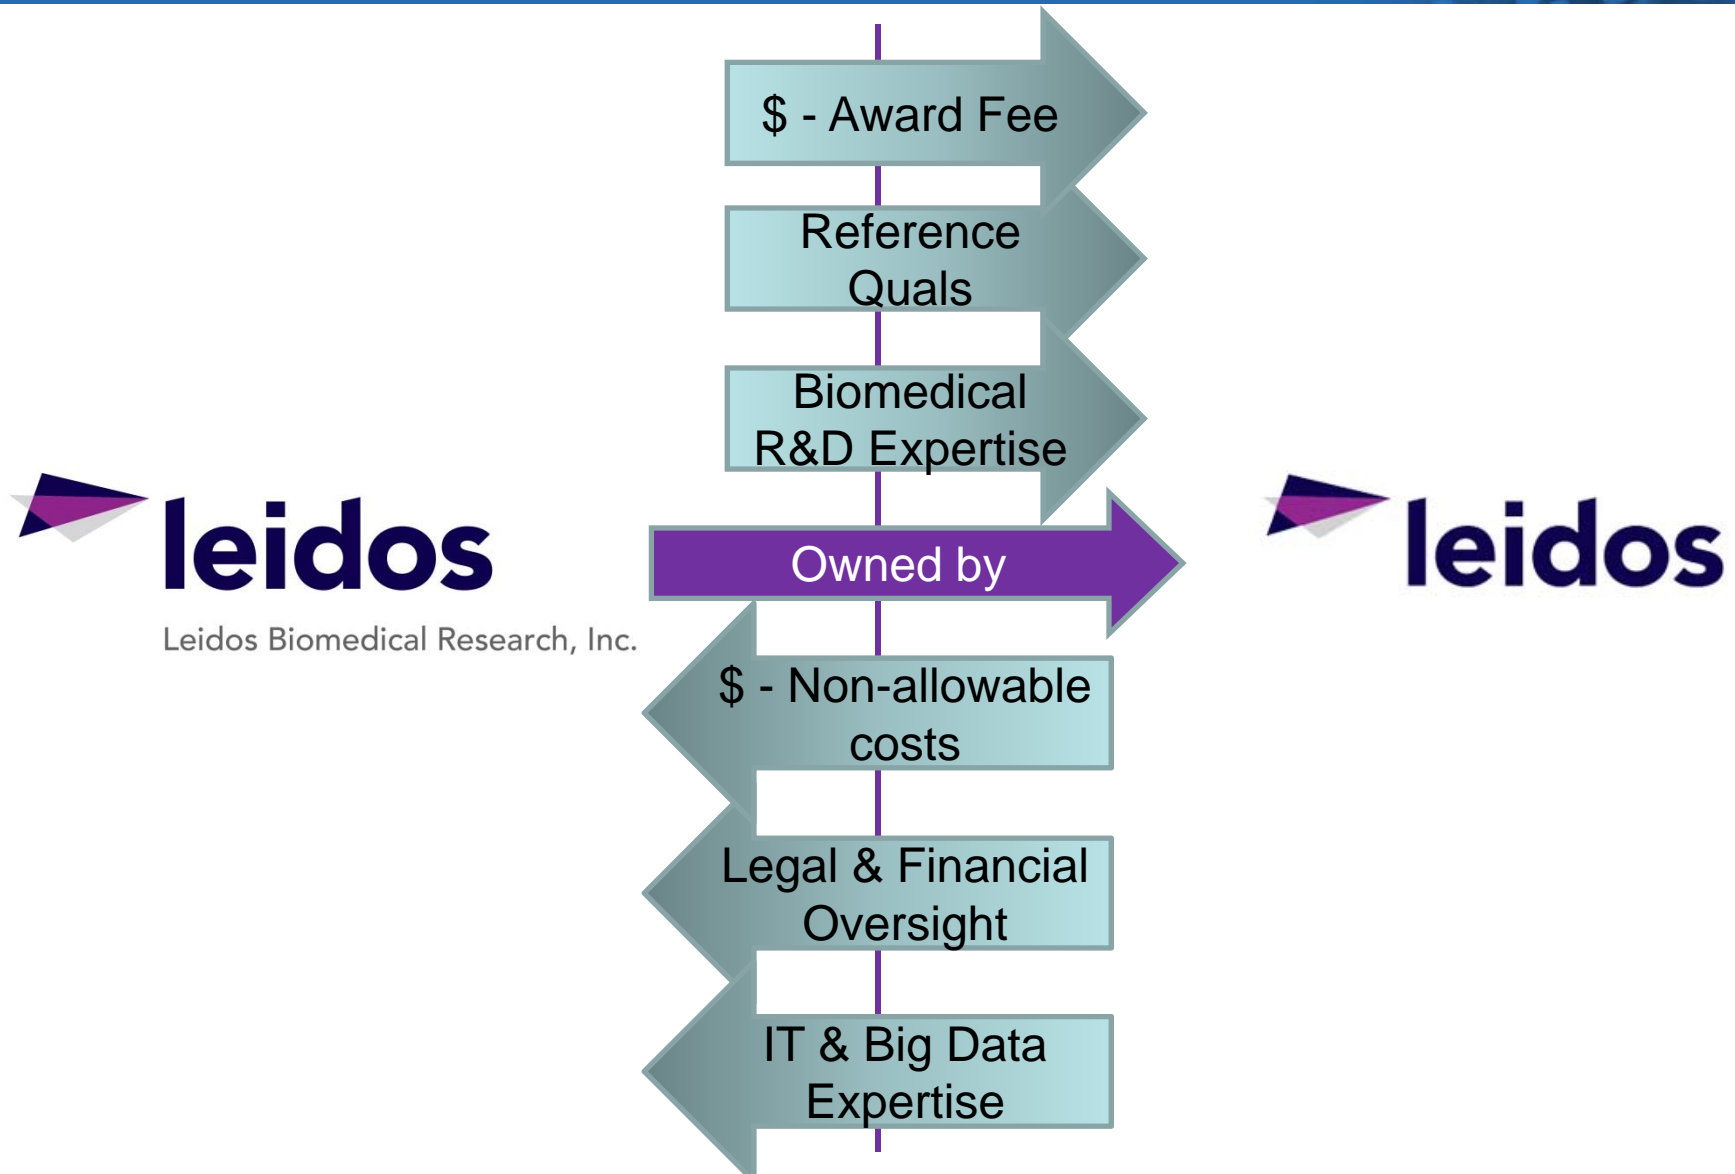 $ - Award Fee
Reference
Quals
Biomedical
R&D Expertise
leidos
Leidos Biomedical Research, Inc.
Owned by
leidos
$ - Non-allowable
costs
Legal & Financial
Oversight
IT & Big Data
Expertise